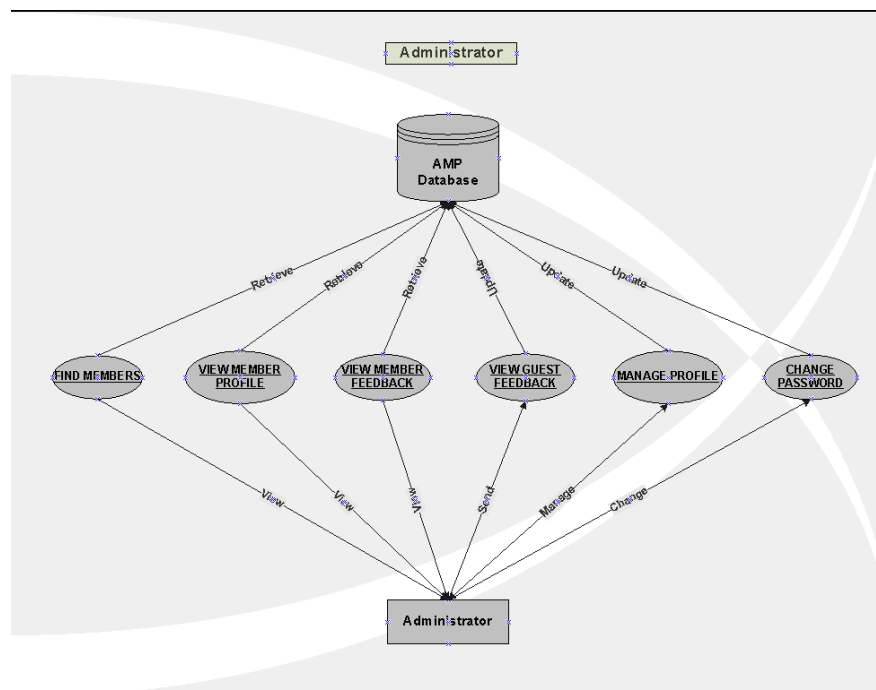 Administrator
AMP
Database
Retrieve
Retrieve
Retrieve
Update
Update
Update
FIND MEMBERS
VIEW MEMBER
PROFILE
VIEW MEMBER
FEEDBACK
VIEW GUEST
FEEDBACK
MANAGE PROFILE
CHANGE
PASSWORD
View
View
View
Send
Manage
Change
Administrator